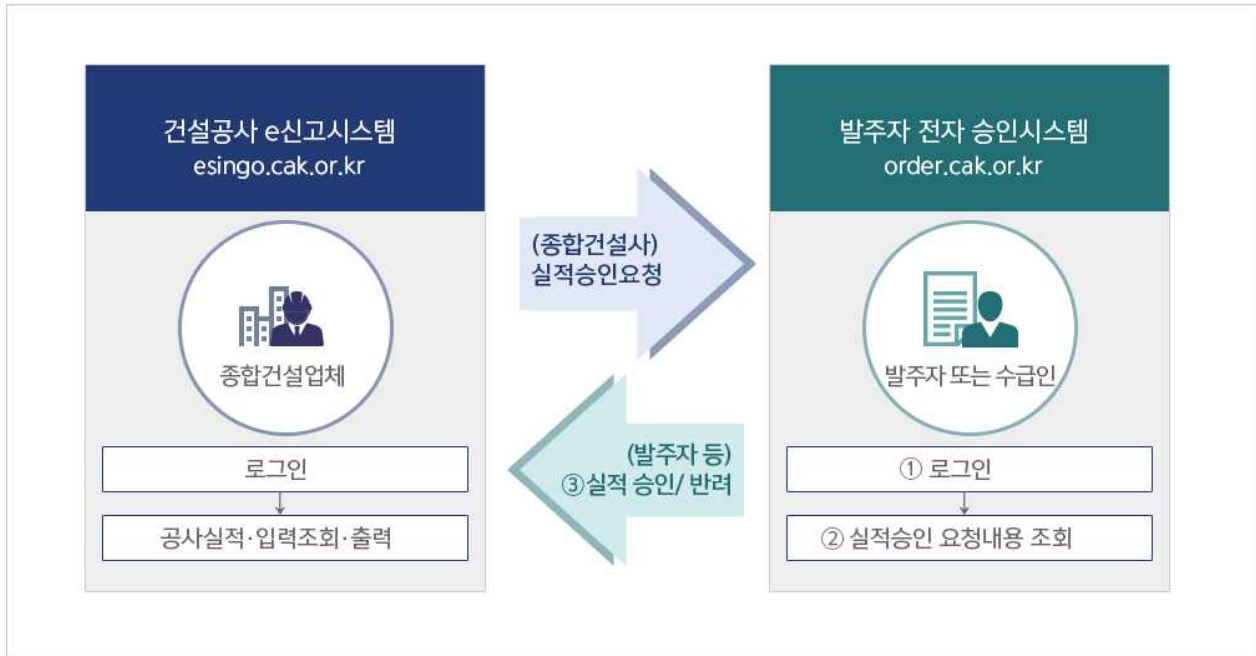 건설공사 e신고시스템
esingo.cak.or.kr
종합건설업체
로그인
공사실적·입력조회·출력
(종합건설사)
실적승인요청
(발주자 등)
③실적 승인/ 반려
발주자 전자 승인시스템
order.cak.or.kr
발주자 또는 수급인
① 로그인
② 실적승인 요청내용 조회